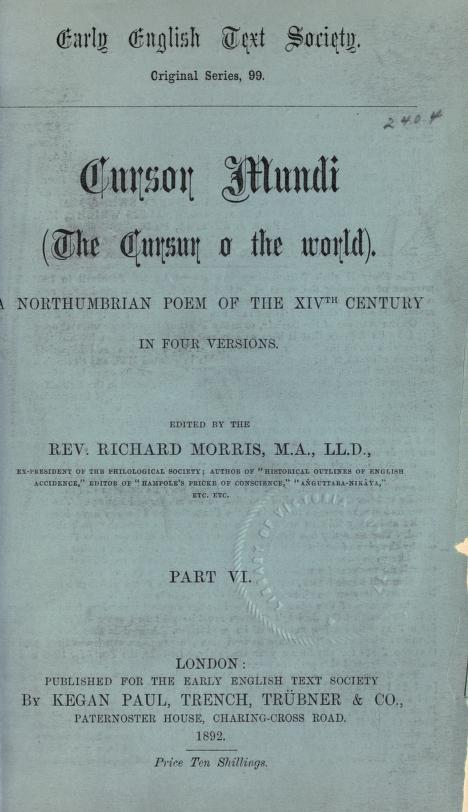 Early English Text Society.
Original Series, 99.
2404
Cursor Mundi
(The Cursur o the world).
A NORTHUMBRIAN POEM OF THE XIVTH CENTURY
IN FOUR VERSIONS.
EDITED BY THE
REV. RICHARD MORRIS, M.A., LL.D.,
EX-PRESIDENT OF THE PHILOLOGICAL SOCIETY; AUTHOR OF "HISTORICAL OUTLINES OF ENGLISH
ACCIDENCE," EDITOR OF "HAMPOLE'S PRICKE OF CONSCIENCE," "AṄGUTTARA-NIKÂYA,"
ETC. ETC.
PART VI.
LONDON:
PUBLISHED FOR THE EARLY ENGLISH TEXT SOCIETY
BY KEGAN PAUL, TRENCH, TRÜBNER & CO.,
PATERNOSTER HOUSE, CHARING-CROSS ROAD.
1892.
Price Ten Shillings.